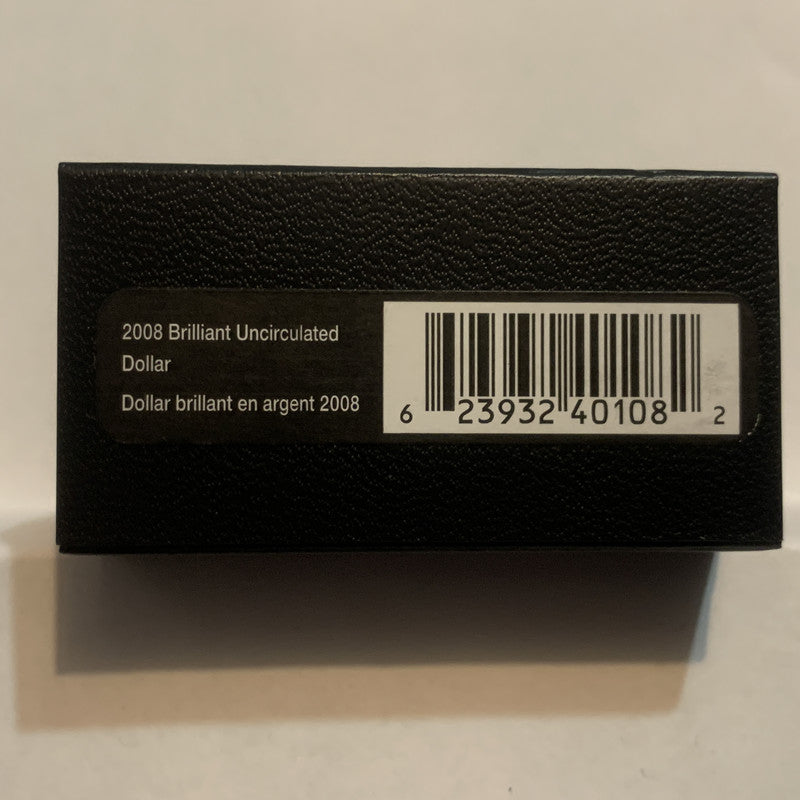 2008 Brilliant Uncirculated
Dollar
Dollar brillant en argent 2008
6 23932 40108 2